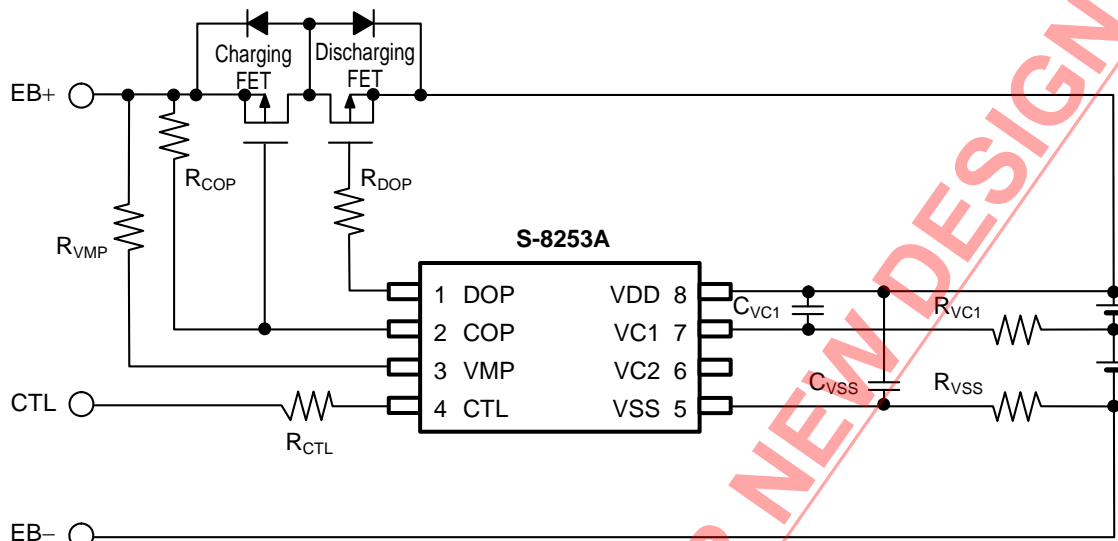 Charging
FET
Discharging
FET
EB+
RCOP
RDOP
RVMP
S-8253A
1 DOP
2 COP
3 VMP
4 CTL
VDD 8
VC1 7
VC2 6
VSS 5
CVC1
RVC1
CVSS
RVSS
CTL
RCTL
EB−
NEW DESIGN